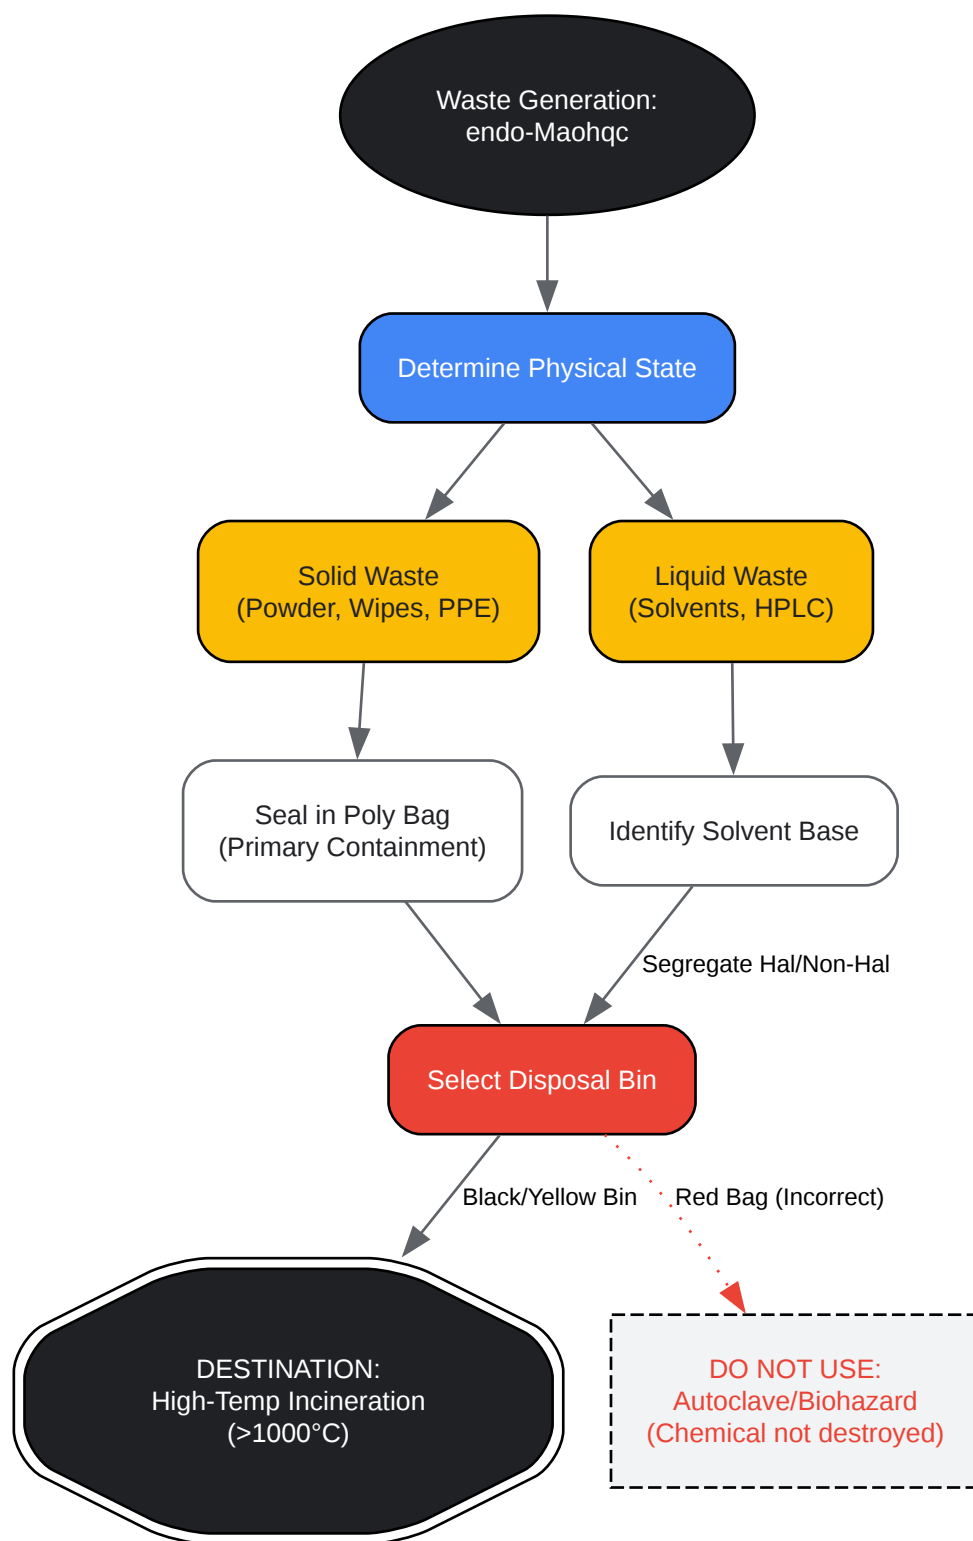 Waste Generation:
endo-Maohqc
Determine Physical State
Solid Waste
(Powder, Wipes, PPE)
Liquid Waste
(Solvents, HPLC)
Seal in Poly Bag
(Primary Containment)
Identify Solvent Base
Segregate Hal/Non-Hal
Select Disposal Bin
Black/Yellow Bin
Red Bag (Incorrect)
DESTINATION:
High-Temp Incineration
(>1000°C)
DO NOT USE:
Autoclave/Biohazard
(Chemical not destroyed)